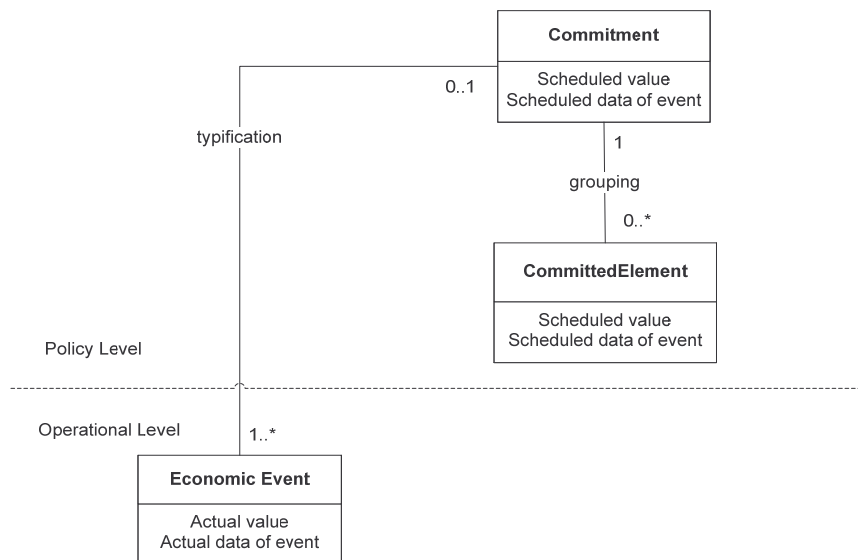 Commitment
Scheduled value
Scheduled data of event
0..1
typification
1
grouping
0..*
CommittedElement
Scheduled value
Scheduled data of event
Policy Level
Operational Level
1..*
Economic Event
Actual value
Actual data of event